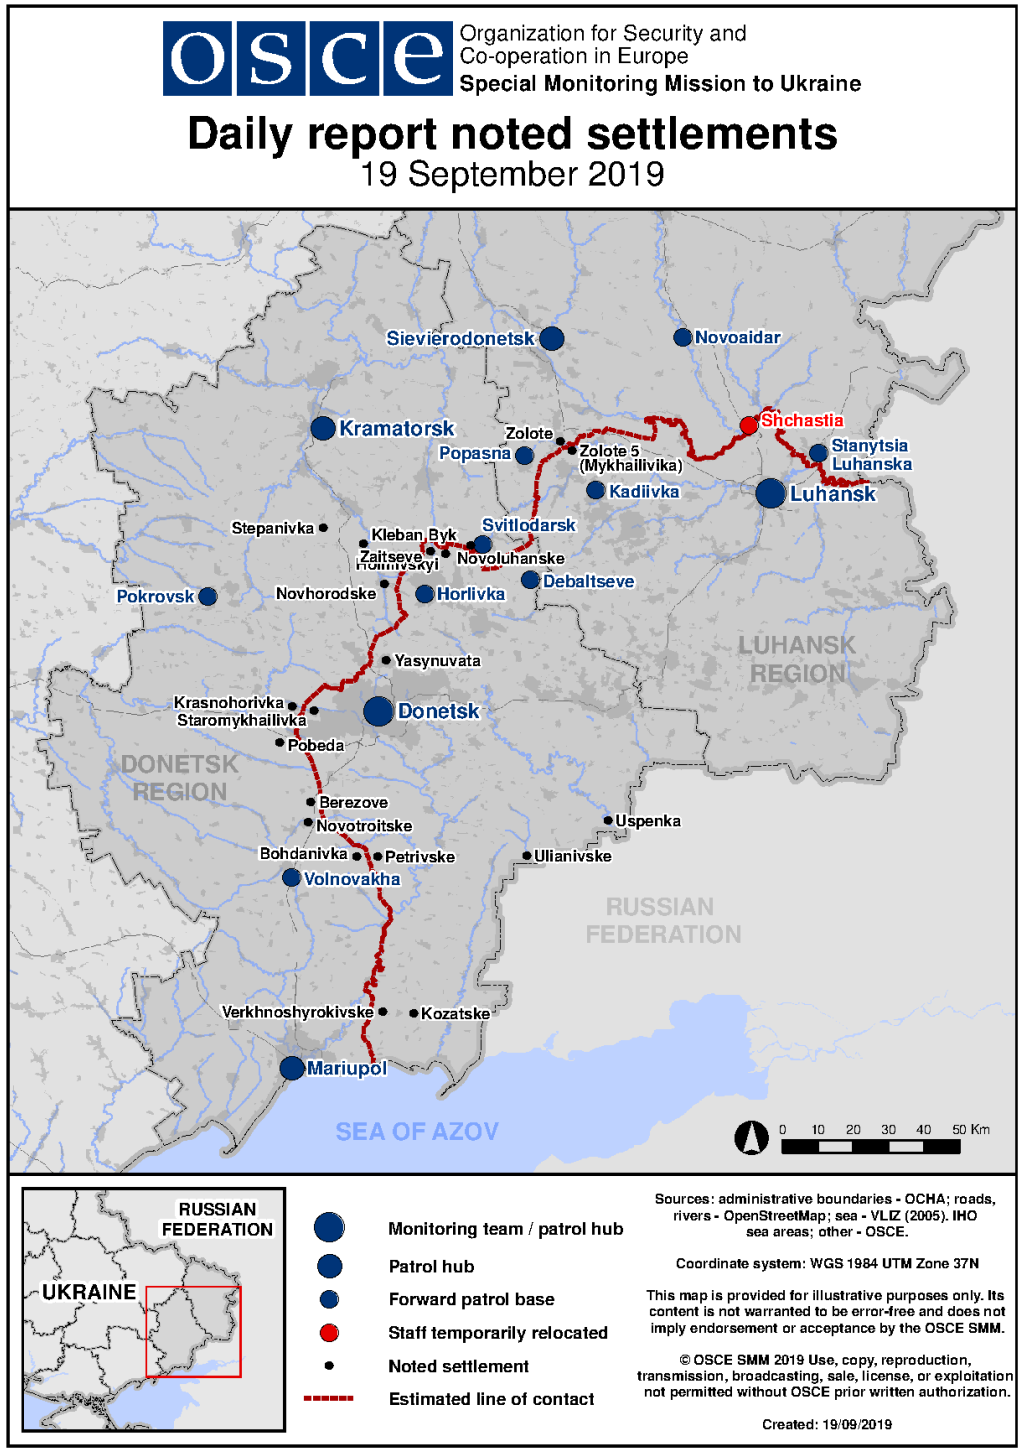 osce
Organization for Security and
Co-operation in Europe
Special Monitoring Mission to Ukraine
Daily report noted settlements
19 September 2019
Sievierodonetsk
Novoaidar
Kramatorsk
Shchastia
Zolote
Popasna
Zolote 5
(Mykhailivika)
Stanytsia
Luhanska
Kadiivka
Luhansk
Stepanivka
Kleban Byk
Svitlodarsk
Zaitseve
Holmivskyi
Novoluhanske
Debaltseve
Pokrovsk
Novhorodske
Horlivka
LUHANSK
REGION
Yasynuvata
Krasnohorivka
Staromykhailivka
Donetsk
Pobeda
DONETSK
REGION
Berezove
Novotroitske
Uspenka
Bohdanivka
Petrivske
Ulianivske
Volnovakha
RUSSIAN
FEDERATION
Verkhnoshyrokivske
Kozatske
Mariupol
SEA OF AZOV
0 10 20 30 40 50 Km
RUSSIAN
FEDERATION
UKRAINE
Monitoring team / patrol hub
Patrol hub
Forward patrol base
Staff temporarily relocated
Noted settlement
Estimated line of contact
Sources: administrative boundaries - OCHA; roads,
rivers - OpenStreetMap; sea - VLIZ (2005). IHO
sea areas; other - OSCE.
Coordinate system: WGS 1984 UTM Zone 37N
This map is provided for illustrative purposes only. Its
content is not warranted to be error-free and does not
imply endorsement or acceptance by the OSCE SMM.
© OSCE SMM 2019 Use, copy, reproduction,
transmission, broadcasting, sale, license, or exploitation
not permitted without OSCE prior written authorization.
Created: 19/09/2019